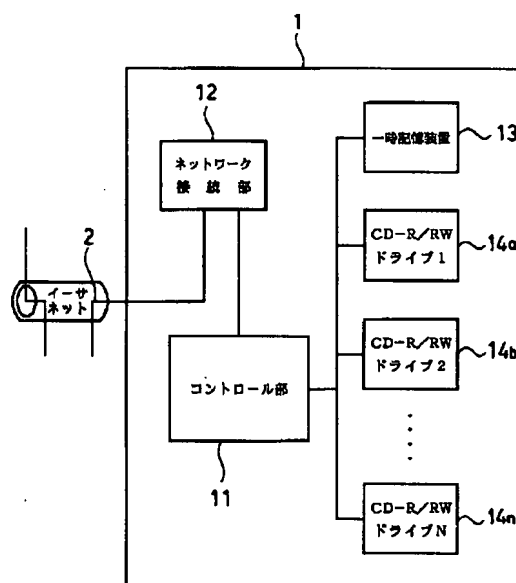 1
12
ネットワーク
接続部
一時記憶装置
13
2
イーサ
ネット
CD-R/RW
ドライブ1
14a
CD-R/RW
ドライブ2
14b
コントロール部
11
CD-R/RW
ドライブN
14n